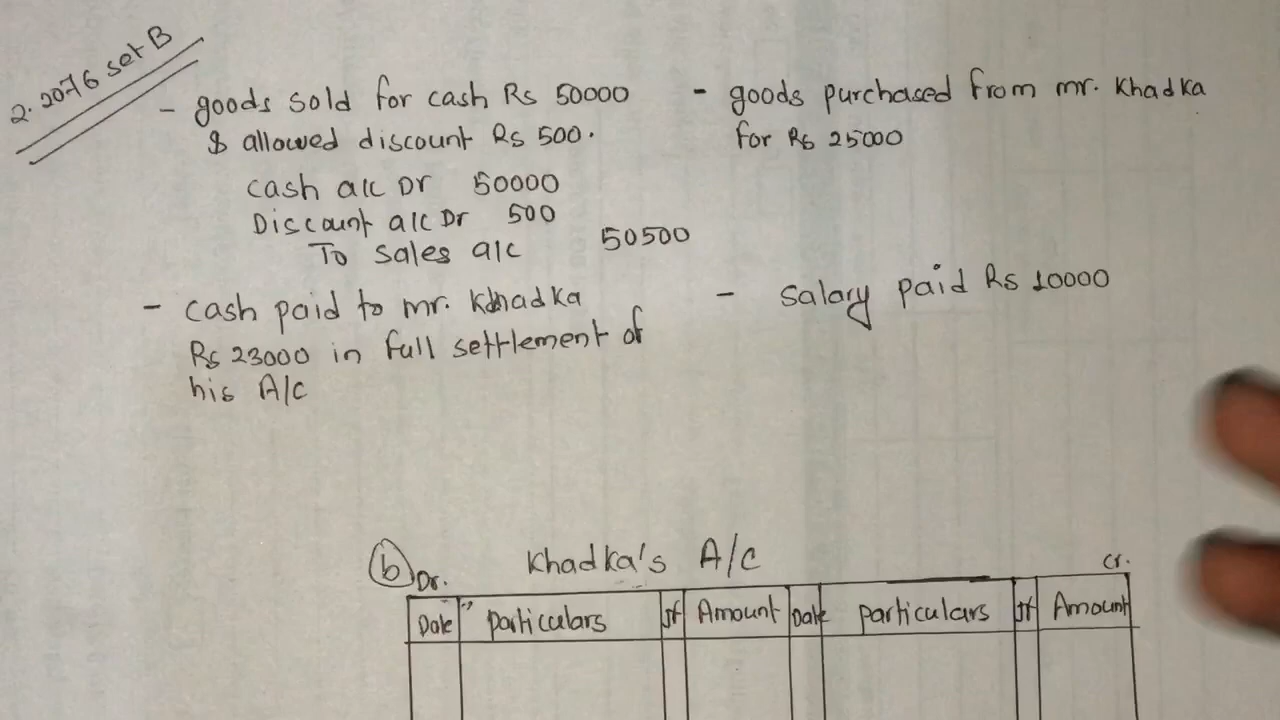 2. 2076 set B
- goods sold for cash Rs 50000
& allowed discount Rs 500.
cash a/c Dr 50000
Discount a/c Dr 500
To sales a/c 50500
- goods purchased from mr. Khadka
for Rs 25000
- cash paid to mr. Khadka
Rs 23000 in full settlement of
his A/C
- salary paid Rs 10000
b Dr. Khadka's A/C Cr.
Date particulars Jf Amount Date particulars Jf Amount